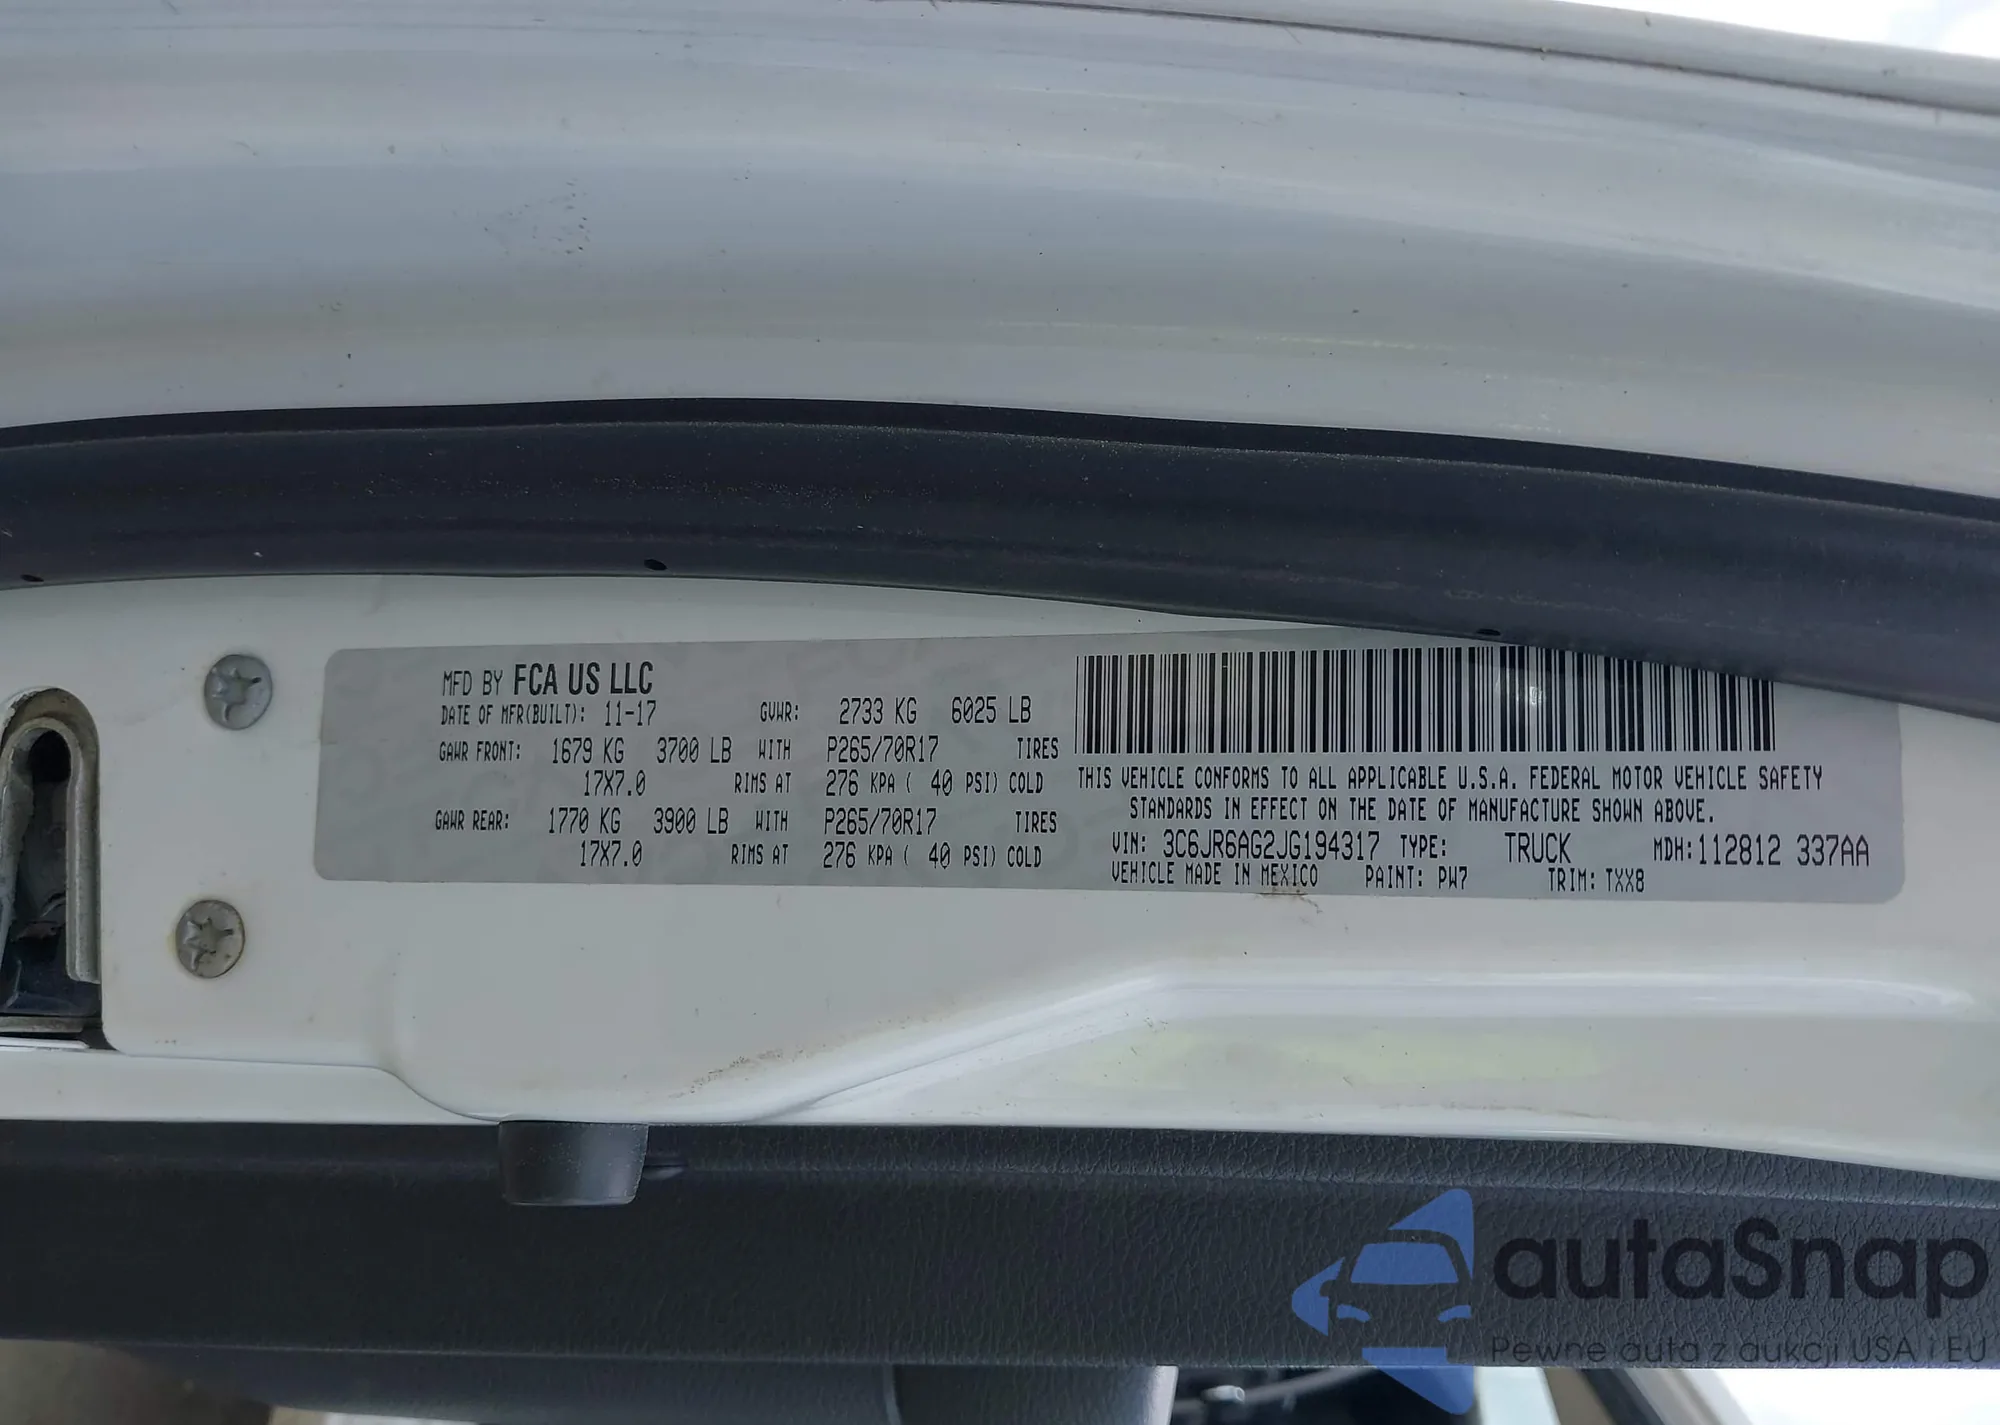 MFD BY FCA US LLC
DATE OF MFR(BUILT): 11-17 GVWR: 2733 KG 6025 LB
GAWR FRONT: 1679 KG 3700 LB WITH P265/70R17 TIRES
17X7.0 RIMS AT 276 KPA ( 40 PSI) COLD
GAWR REAR: 1770 KG 3900 LB WITH P265/70R17 TIRES
17X7.0 RIMS AT 276 KPA ( 40 PSI) COLD
THIS VEHICLE CONFORMS TO ALL APPLICABLE U.S.A. FEDERAL MOTOR VEHICLE SAFETY
STANDARDS IN EFFECT ON THE DATE OF MANUFACTURE SHOWN ABOVE.
VIN: 3C6JR6AG2JG194317 TYPE: TRUCK MDH: 112812 337AA
VEHICLE MADE IN MEXICO PAINT: PW7 TRIM: TXX8
autaSnap
Pewne auta z aukcji USA i EU